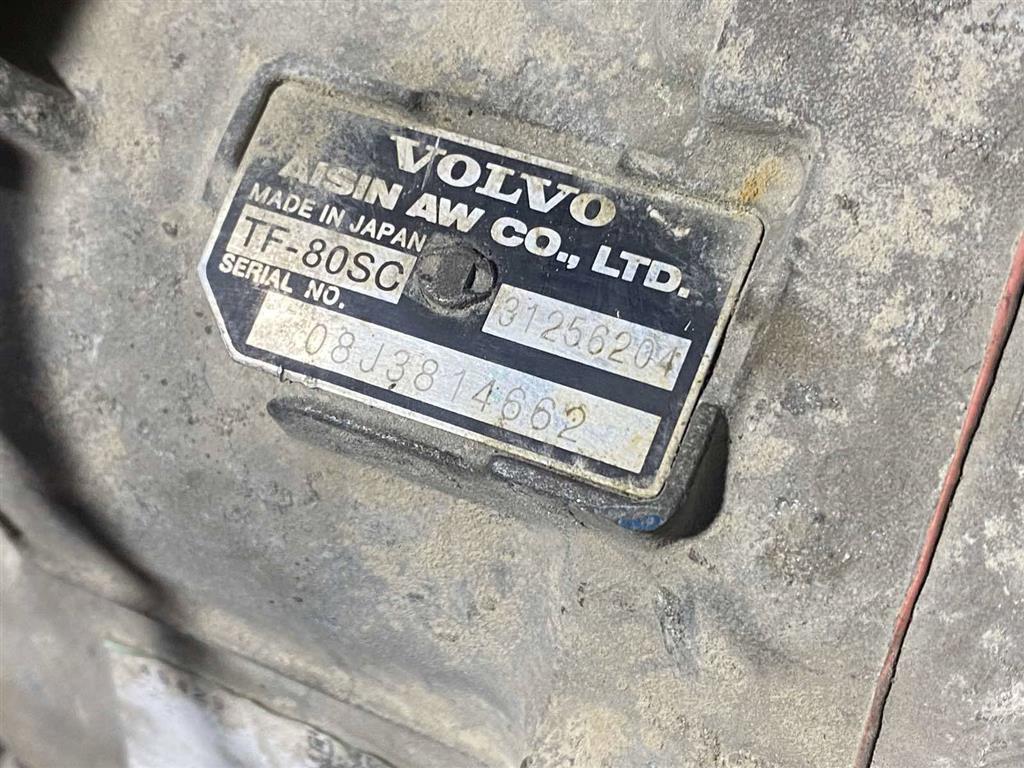 VOLVO
AISIN AW CO., LTD.
MADE IN JAPAN
TF-80SC
31256204
SERIAL NO.
08J3814662